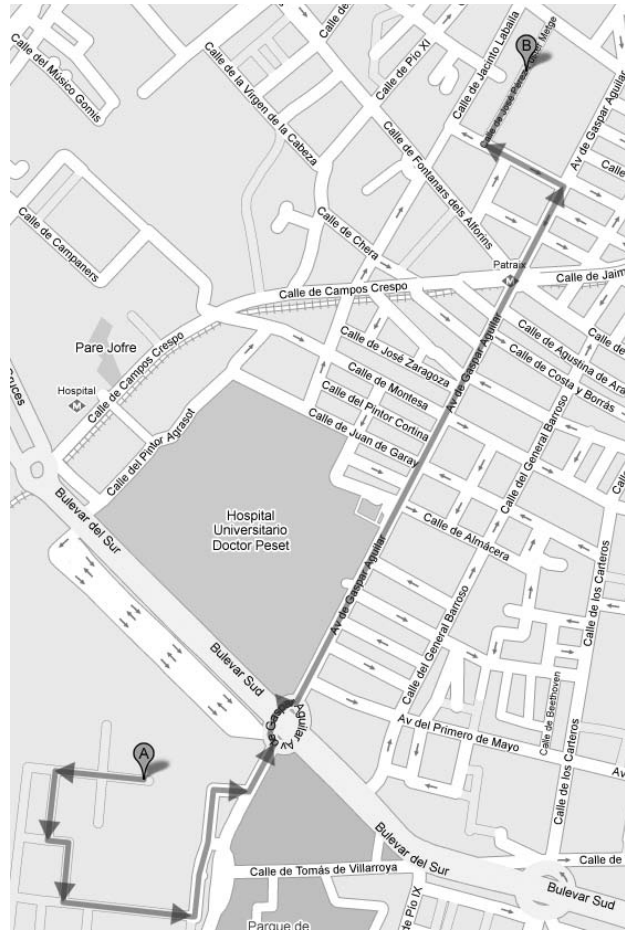 Calle del Músico Gomis
Calle de la Virgen de la Cabeza
Calle de Pío XI
Calle de Jacinto Labaila
B
Av de Gaspar Aguilar
Calle de Fontanars dels Alforins
Calle de Campaners
Calle de Chera
Patraix
M
Calle de Campos Crespo
Calle de Jaim
Pare Jofre
Calle de Campos Crespo
Hospital
M
Calle de José Zaragoza
Calle de Agustina de Ara
Calle de Costa y Borrás
Av de Gaspar Aguilar
Calle de Montesa
Calle del Pintor Cortina
Calle de Juan de Garay
Calle del General Barroso
Calle del Pintor Agrasot
Bulevar del Sur
Hospital
Universitario
Doctor Peset
Calle de Almácera
Av de Gaspar Aguilar
Calle de los Carteros
Calle del General Barroso
Bulevar Sud
Calle de Beethoven
Av del Primero de Mayo
Calle de los Carteros
A
Bulevar del Sur
Calle de Tomás de Villarroya
Calle de
Calle de Pío IX
Bulevar Sud
Parque de